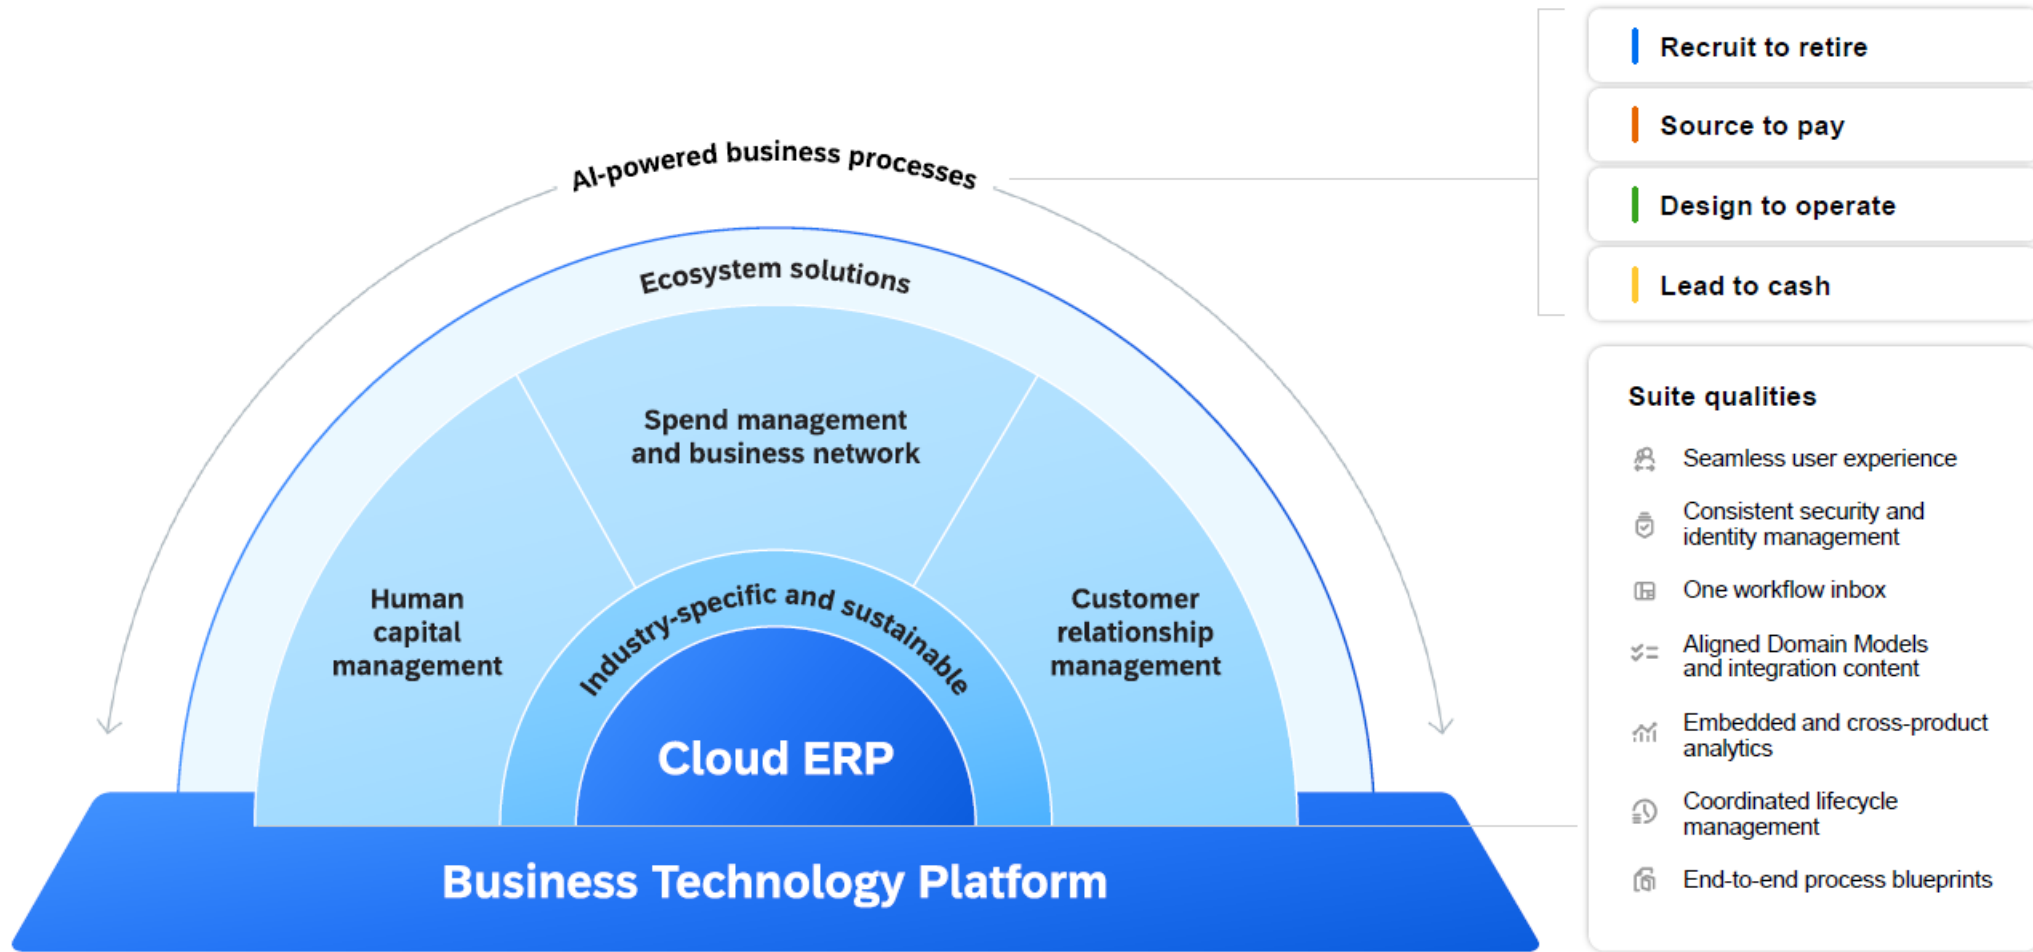 AI-powered business processes
Ecosystem solutions
Spend management
and business network
Human
capital
management
Industry-specific and sustainable
Customer
relationship
management
Cloud ERP
Business Technology Platform
Recruit to retire
Source to pay
Design to operate
Lead to cash
Suite qualities
Seamless user experience
Consistent security and
identity management
One workflow inbox
Aligned Domain Models
and integration content
Embedded and cross-product
analytics
Coordinated lifecycle
management
End-to-end process blueprints